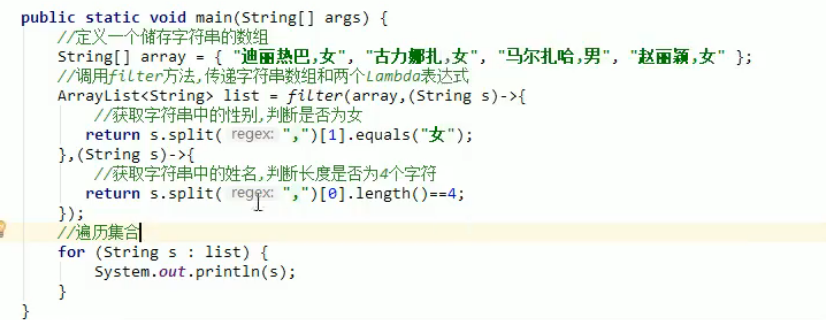 public static void main(String[] args) {
//定义一个储存字符串的数组
String[] array = { "迪丽热巴,女", "古力娜扎,女", "马尔扎哈,男", "赵丽颖,女" };
//调用filter方法,传递字符串数组和两个Lambda表达式
ArrayList<String> list = filter(array,(String s)->{
//获取字符串中的性别,判断是否为女
return s.split( regex: ",")[1].equals("女");
},(String s)->{
//获取字符串中的姓名,判断长度是否为4个字符
return s.split( regex: ",")[0].length()==4;
});
//遍历集合
for (String s : list) {
System.out.println(s);
}
}